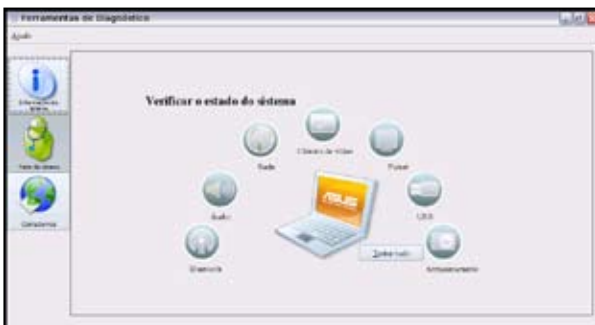 Ferramentas de Diagnóstico
Ajuda
Verificar o estado do sistema
Câmara de vídeo
Rede
Painel
Áudio
USB
Bluetooth
Armazenamento
ASUS
Testar tudo